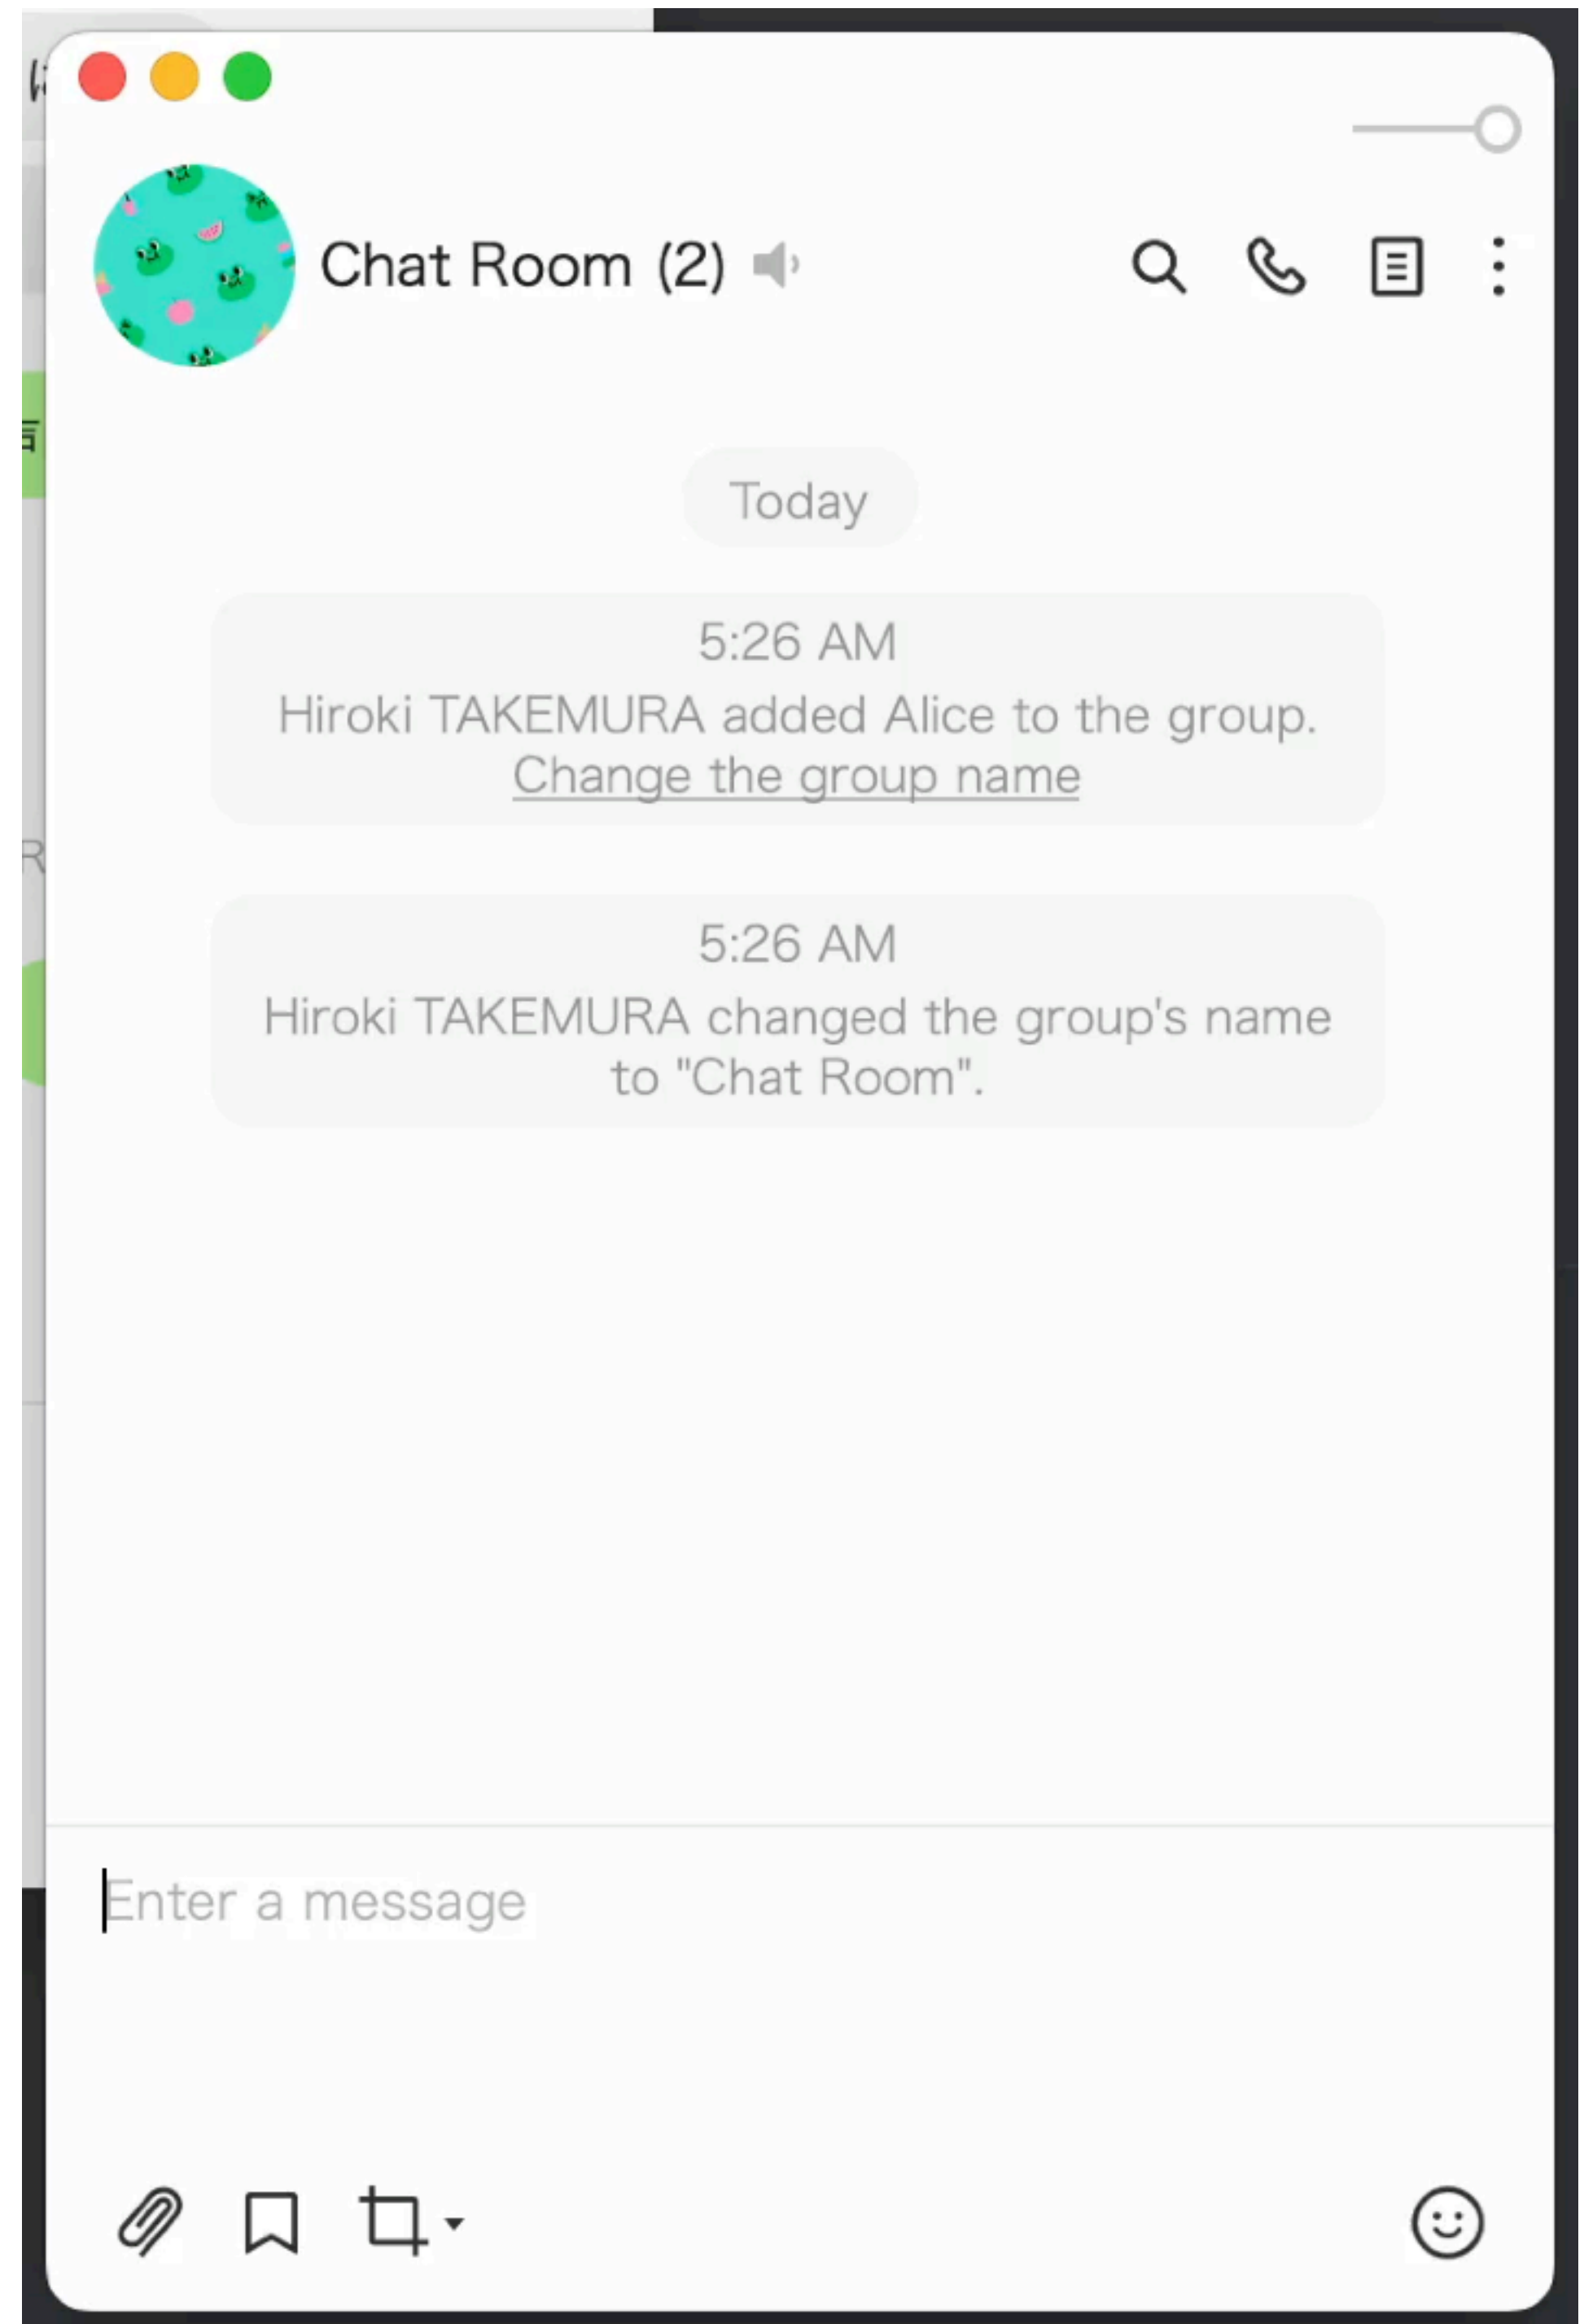 Chat Room (2)
Today
5:26 AM
Hiroki TAKEMURA added Alice to the group.
Change the group name
5:26 AM
Hiroki TAKEMURA changed the group's name
to "Chat Room".
Enter a message